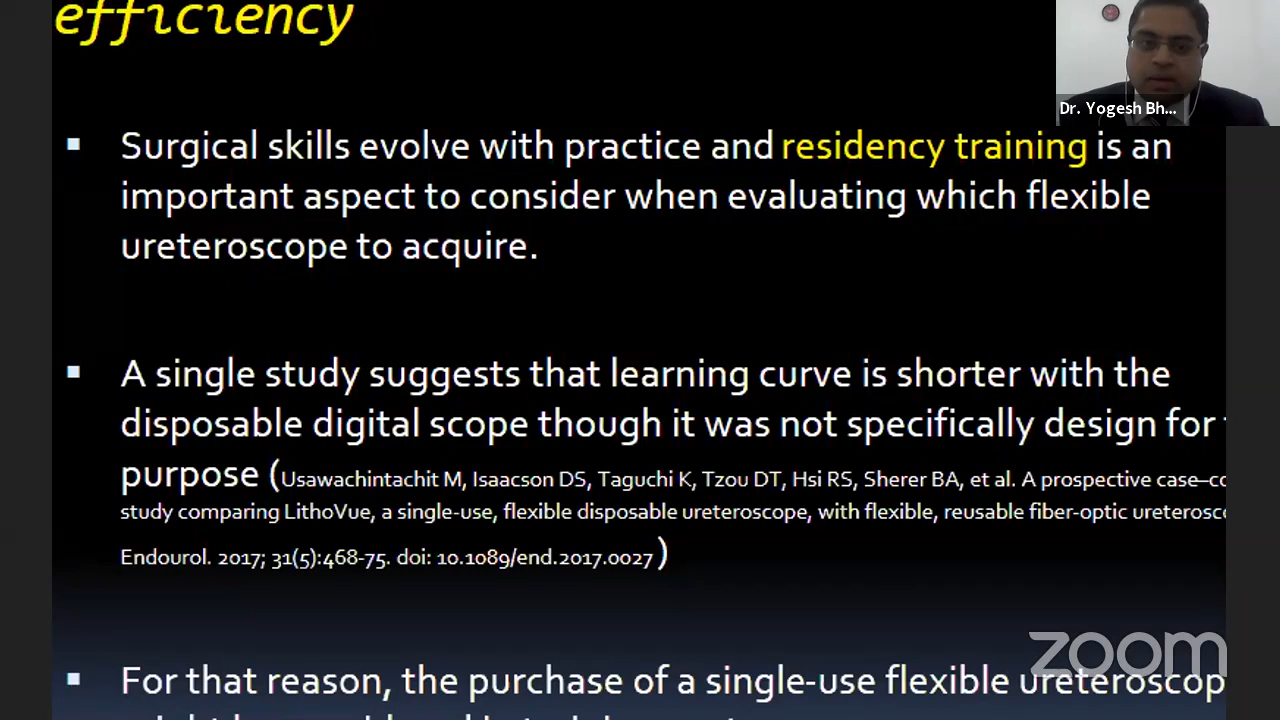 efficiency
Dr. Yogesh Bh...
Surgical skills evolve with practice and residency training is an
important aspect to consider when evaluating which flexible
ureteroscope to acquire.
A single study suggests that learning curve is shorter with the
disposable digital scope though it was not specifically design for
purpose (Usawachintachit M, Isaacson DS, Taguchi K, Tzou DT, Hsi RS, Sherer BA, et al. A prospective case–co
study comparing LithoVue, a single-use, flexible disposable ureteroscope, with flexible, reusable fiber-optic ureterosc
Endourol. 2017; 31(5):468-75. doi: 10.1089/end.2017.0027)
zoom
For that reason, the purchase of a single-use flexible ureteroscop